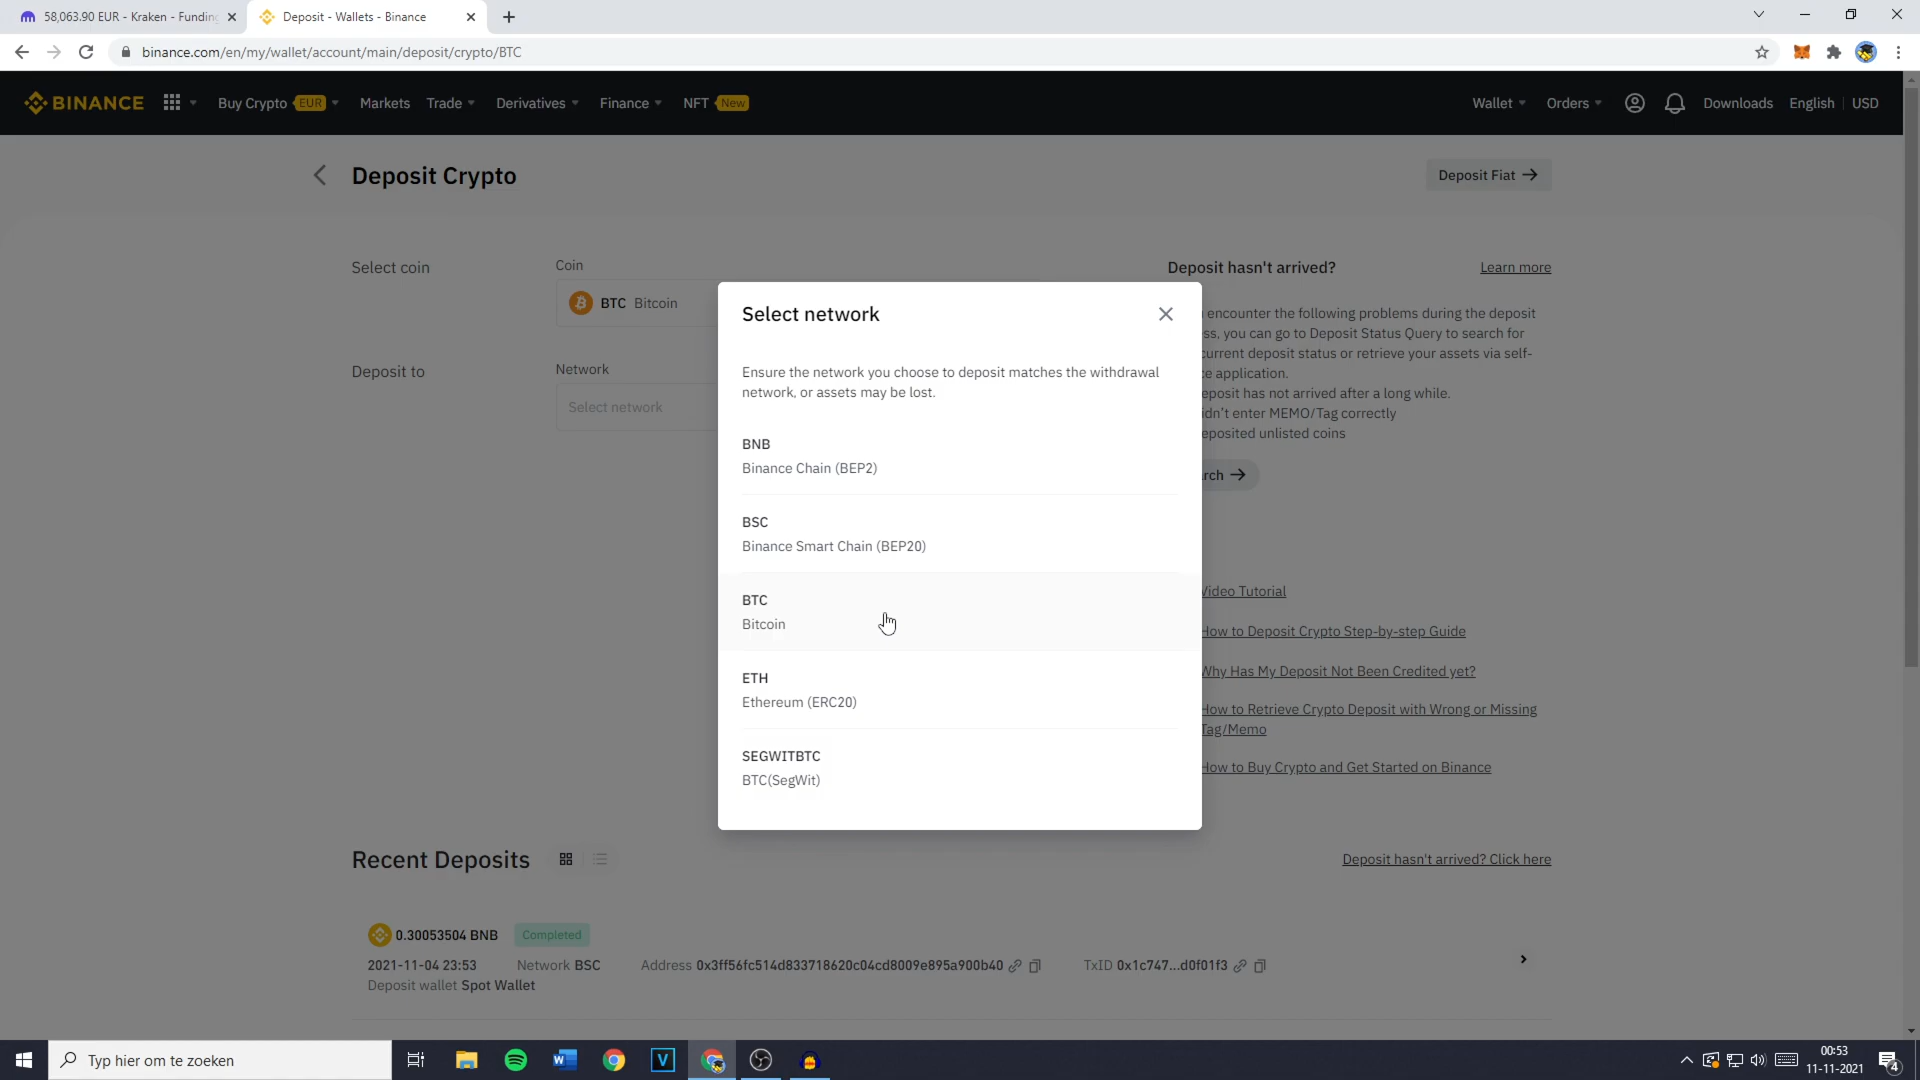 58,063.90 EUR - Kraken - Fundin
Deposit - Wallets - Binance
binance.com/en/my/wallet/account/main/deposit/crypto/BTC
BINANCE Buy Crypto EUR Markets Trade Derivatives Finance NFT New Wallet Orders Downloads English USD
Deposit Crypto
Deposit Fiat
Select coin
Coin
BTC Bitcoin
Deposit to
Network
Select network
Deposit hasn't arrived? Learn more
encounter the following problems during the deposit
you can go to Deposit Status Query to search for
deposit status or retrieve your assets via self-
application.
has not arrived after a long while.
enter MEMO/Tag correctly
unlisted coins
Select network
Ensure the network you choose to deposit matches the withdrawal
network, or assets may be lost.
BNB
Binance Chain (BEP2)
BSC
Binance Smart Chain (BEP20)
BTC
Bitcoin
ETH
Ethereum (ERC20)
SEGWITBTC
BTC(SegWit)
Video Tutorial
How to Deposit Crypto Step-by-step Guide
Why Has My Deposit Not Been Credited yet?
How to Retrieve Crypto Deposit with Wrong or Missing
Tag/Memo
How to Buy Crypto and Get Started on Binance
Recent Deposits
Deposit hasn't arrived? Click here
0.30053504 BNB Completed
2021-11-04 23:53 Network BSC Address 0x3ff56fc514d833718620c04cd8009e895a900b40 TxID 0x1c747...d0f01f3
Deposit wallet Spot Wallet
Typ hier om te zoeken
00:53
11-11-2021
4